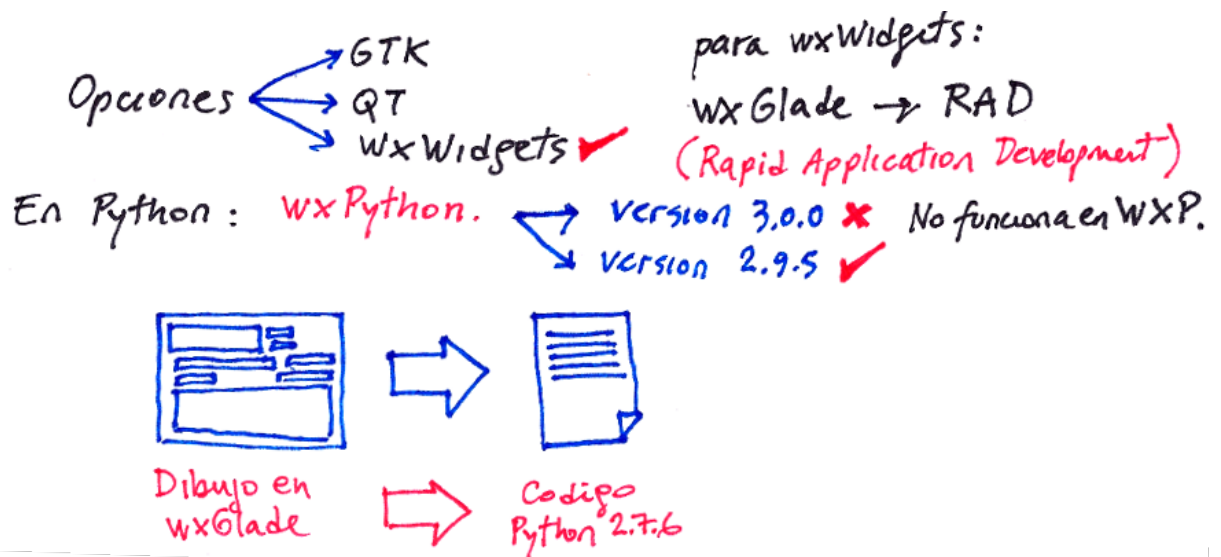 Opciones
GTK
QT
wxWidgets
para wxWidgets:
wxGlade → RAD
(Rapid Application Development)
En Python: wxPython.
version 3.0.0 ✗ No funciona en WXP.
version 2.9.5 ✓
Dibujo en
wxGlade
Codigo
Python 2.7.6